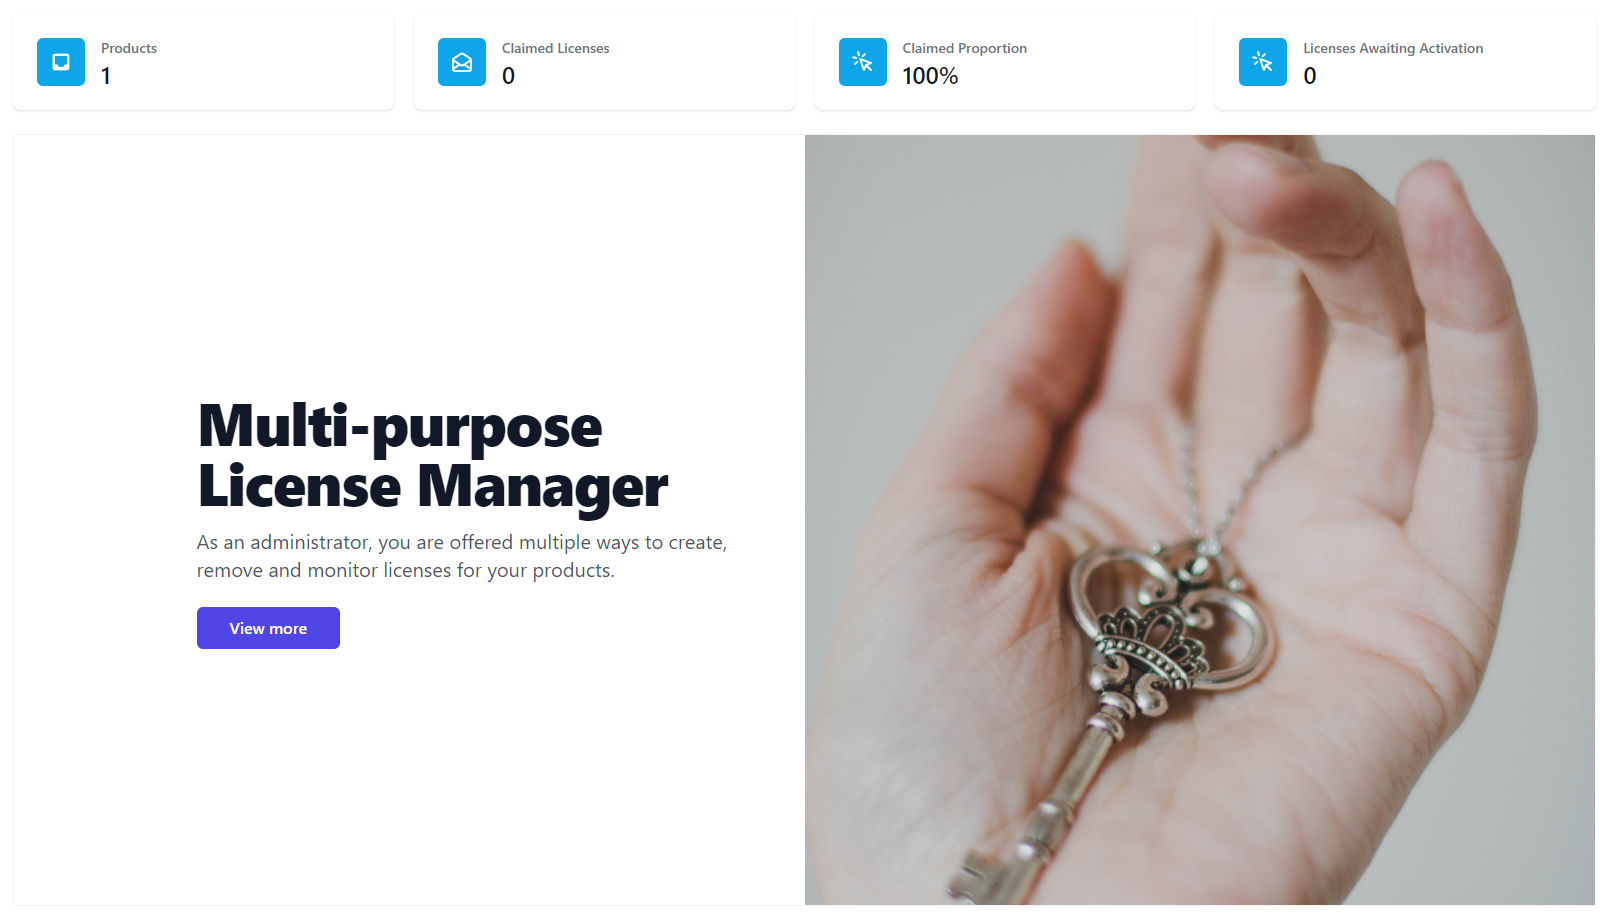 Products
1
Claimed Licenses
0
Claimed Proportion
100%
Licenses Awaiting Activation
0
Multi-purpose
License Manager
As an administrator, you are offered multiple ways to create,
remove and monitor licenses for your products.
View more